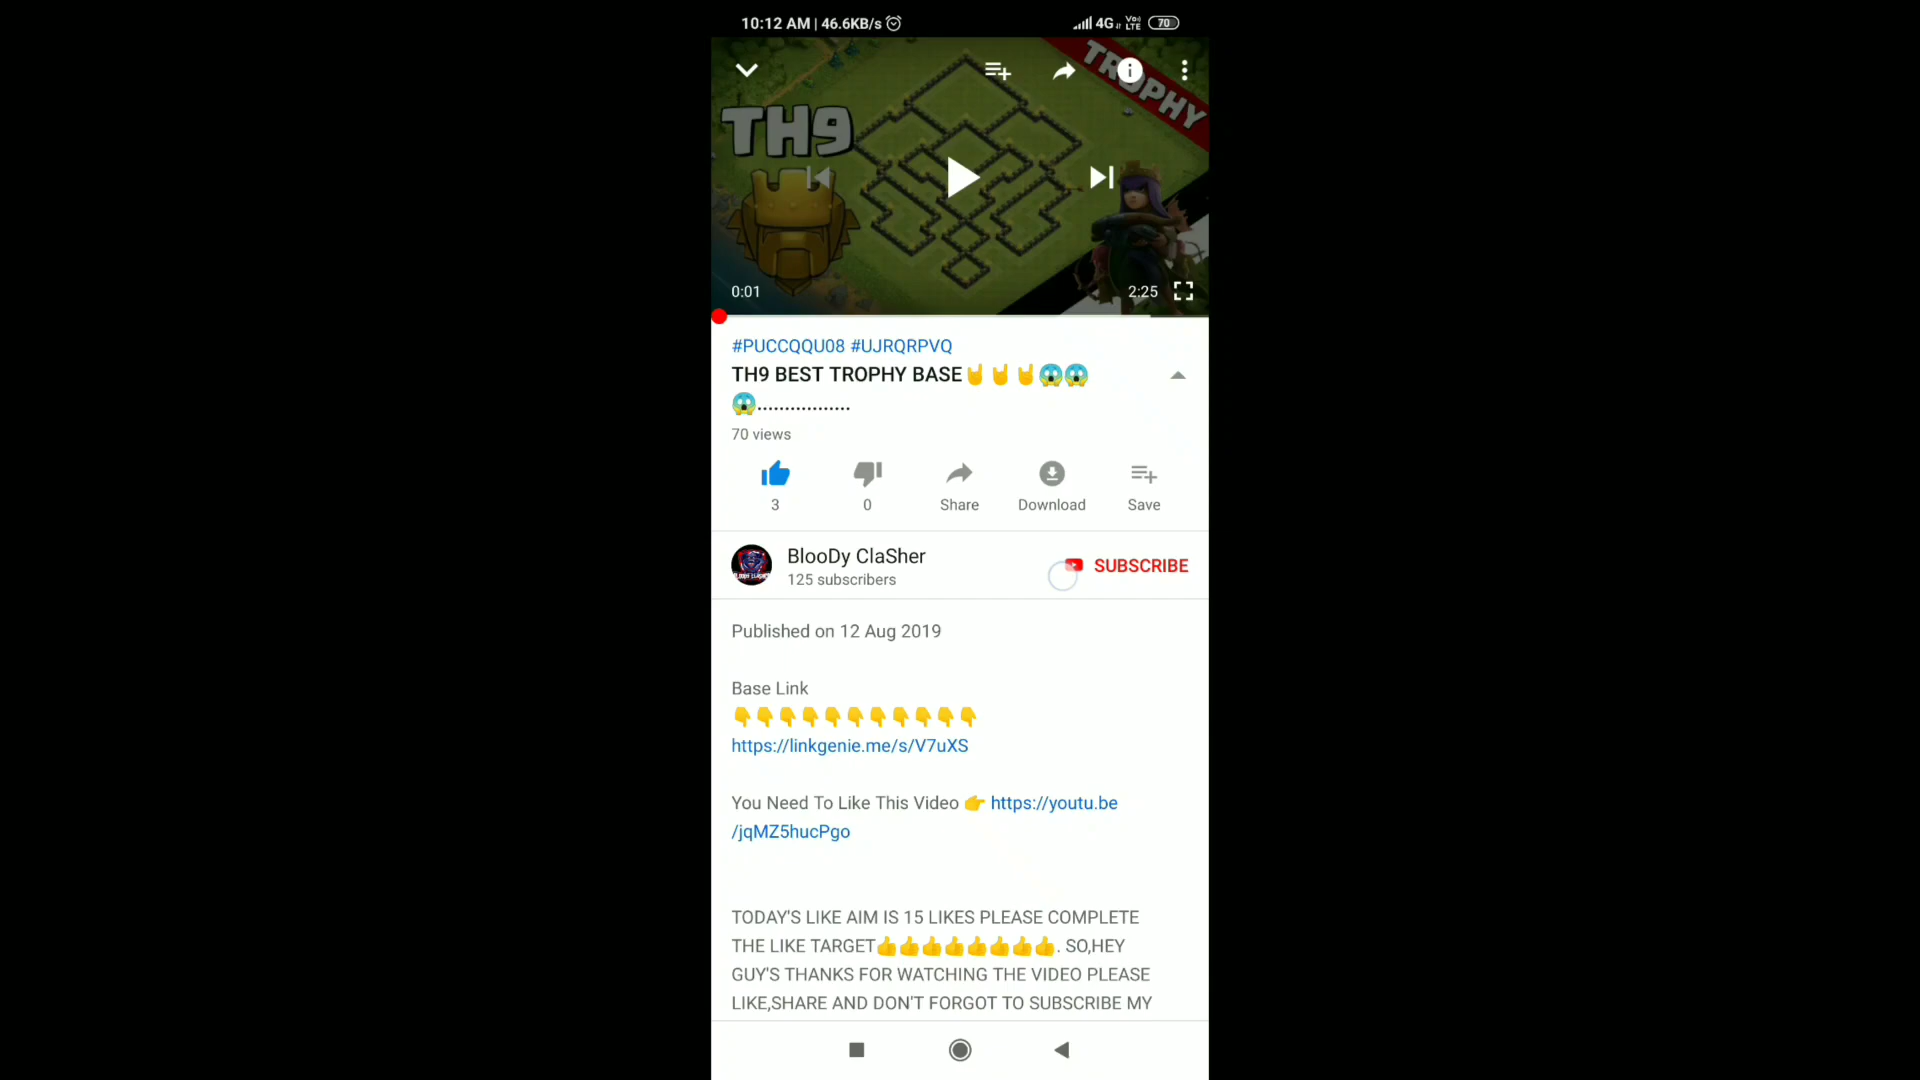 10:12 AM | 46.6KB/s 4G Vo) LTE 70
TROPHY
TH9
0:01 2:25
#PUCCQQU08 #UJRQRPVQ
TH9 BEST TROPHY BASE🤘🤘🤘😱😱
😱.................
70 views
3 0 Share Download Save
BlooDy ClaSher
125 subscribers
SUBSCRIBE
Published on 12 Aug 2019
Base Link
👇👇👇👇👇👇👇👇👇👇👇
https://linkgenie.me/s/V7uXS
You Need To Like This Video 👉 https://youtu.be
/jqMZ5hucPgo
TODAY'S LIKE AIM IS 15 LIKES PLEASE COMPLETE
THE LIKE TARGET👍👍👍👍👍👍👍👍. SO,HEY
GUY'S THANKS FOR WATCHING THE VIDEO PLEASE
LIKE,SHARE AND DON'T FORGOT TO SUBSCRIBE MY